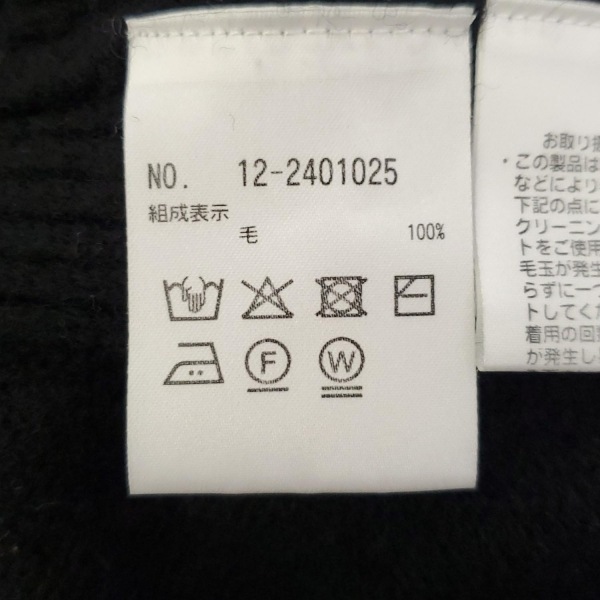 NO. 12-2401025
組成表示
毛 100%
F
W
お取り
・この製品は
などにより
下記の点に
クリーニン
トをご使用
毛玉が発生
らずに一つ
トしてくだ
着用の回
が発生し